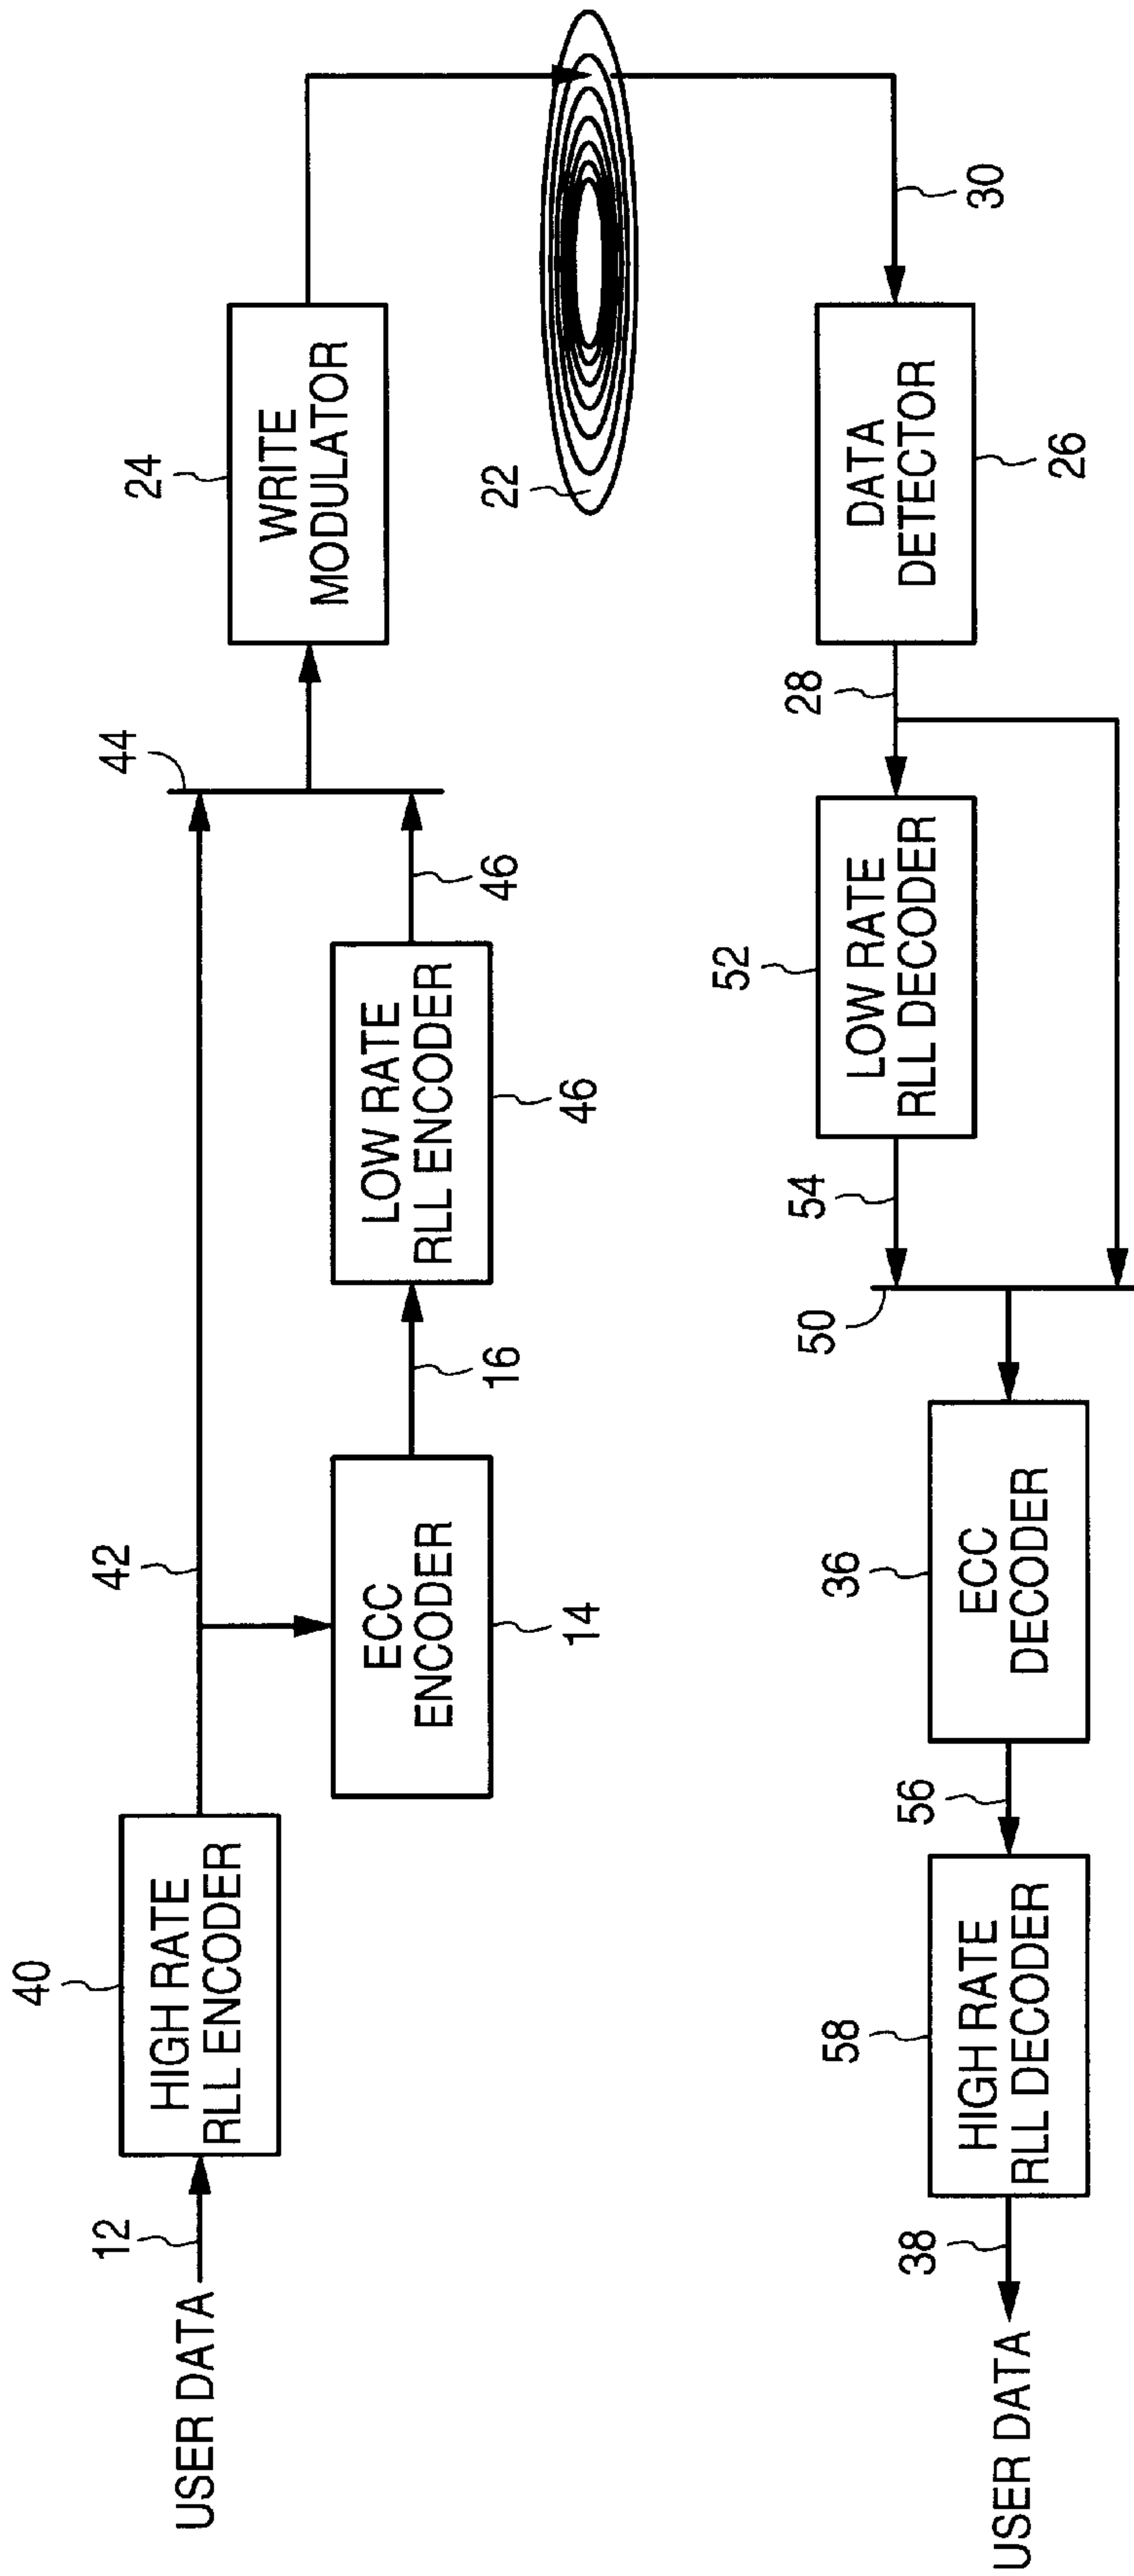 USER DATA
12
40
HIGH RATE
RLL ENCODER
42
ECC
ENCODER
14
16
LOW RATE
RLL ENCODER
46
46
44
24
WRITE
MODULATOR
22
30
DATA
DETECTOR
26
28
52
LOW RATE
RLL DECODER
54
50
36
ECC
DECODER
56
58
HIGH RATE
RLL DECODER
38
USER DATA